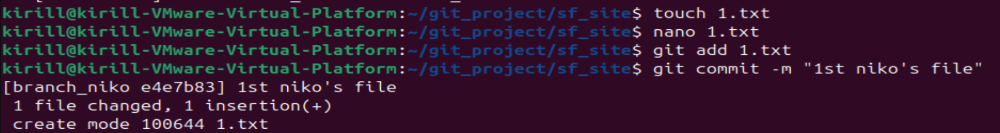 kirill@kirill-VMware-Virtual-Platform:~/git_project/sf_site$ touch 1.txt
kirill@kirill-VMware-Virtual-Platform:~/git_project/sf_site$ nano 1.txt
kirill@kirill-VMware-Virtual-Platform:~/git_project/sf_site$ git add 1.txt
kirill@kirill-VMware-Virtual-Platform:~/git_project/sf_site$ git commit -m "1st niko's file"
[branch_niko e4e7b83] 1st niko's file
 1 file changed, 1 insertion(+)
 create mode 100644 1.txt